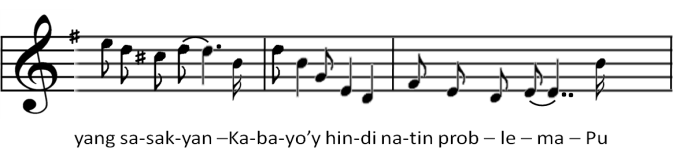 yang sa-sak-yan –Ka-ba-yo’y hin-di na-tin prob – le – ma – Pu